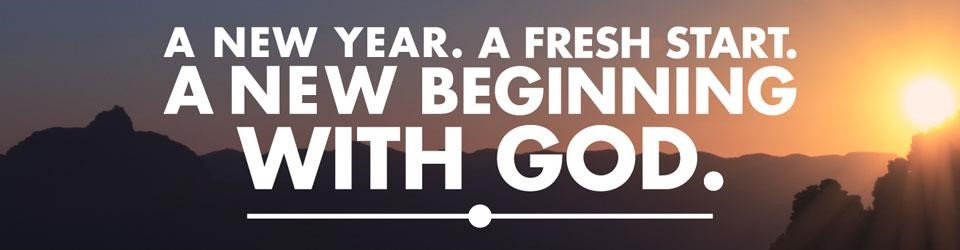 A NEW YEAR. A FRESH START.
A NEW BEGINNING
WITH GOD.